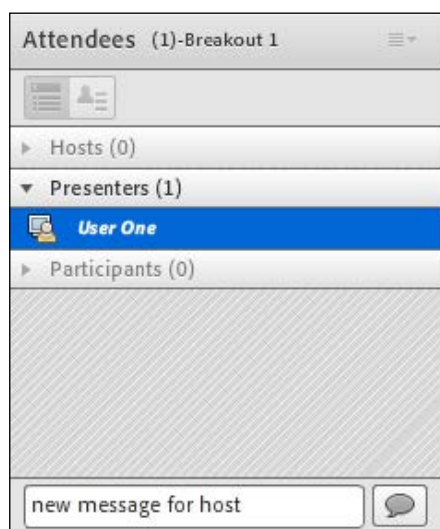 Attendees (1)-Breakout 1
Hosts (0)
Presenters (1)
User One
Participants (0)
new message for host